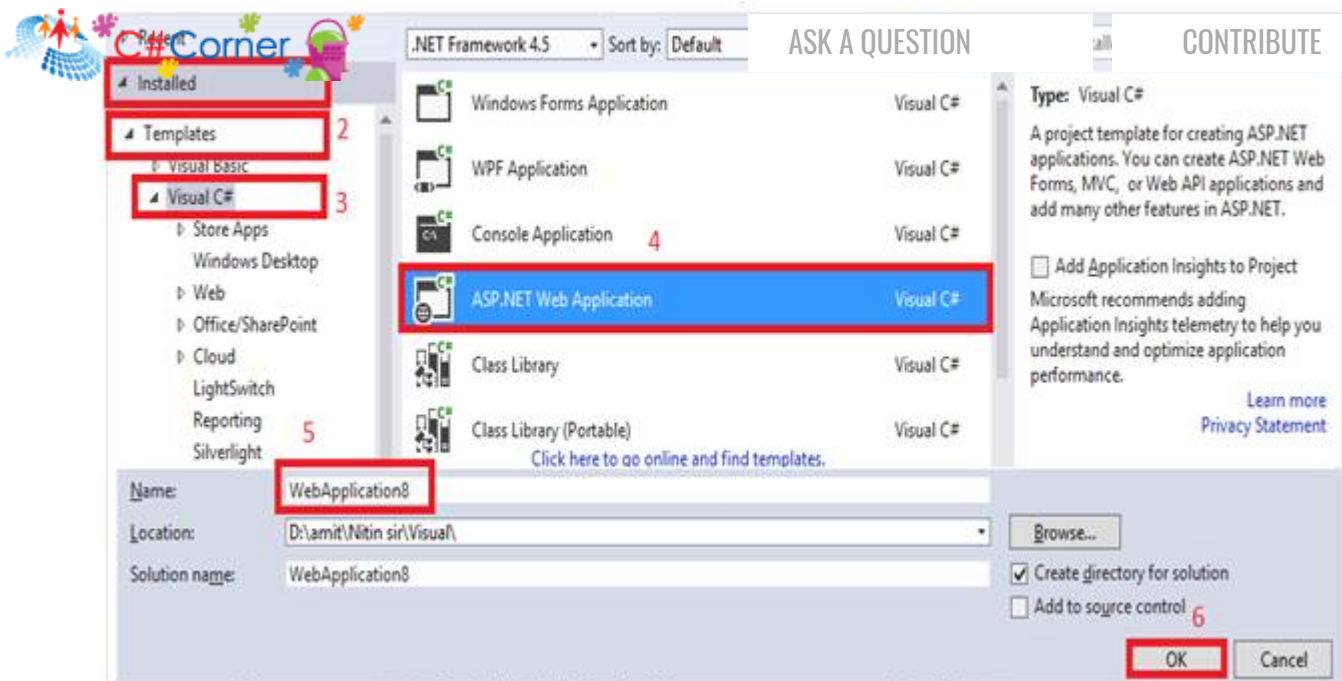 C#Corner
Recent
.NET Framework 4.5
Sort by: Default
ASK A QUESTION
CONTRIBUTE
Installed
Templates
2
Visual Basic
Visual C#
3
Store Apps
Windows Desktop
Web
Office/SharePoint
Cloud
LightSwitch
Reporting
Silverlight
5
Windows Forms Application Visual C#
WPF Application Visual C#
Console Application Visual C#
4
ASP.NET Web Application Visual C#
Class Library Visual C#
Class Library (Portable) Visual C#
Click here to go online and find templates.
Type: Visual C#
A project template for creating ASP.NET
applications. You can create ASP.NET Web
Forms, MVC, or Web API applications and
add many other features in ASP.NET.
Add Application Insights to Project
Microsoft recommends adding
Application Insights telemetry to help you
understand and optimize application
performance.
Learn more
Privacy Statement
Name: WebApplication8
Location: D:\amit\Nitin sir\Visual\
Browse...
Solution name: WebApplication8
Create directory for solution
Add to source control
6
OK
Cancel